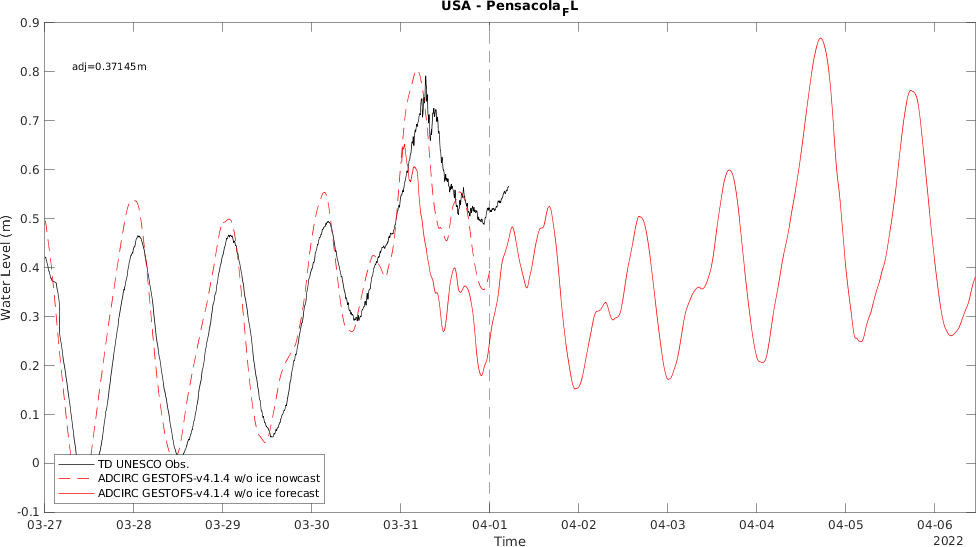 USA - Pensacola_FL
adj=0.37145m
0.9
0.8
0.7
0.6
0.5
0.4
0.3
0.2
0.1
0
-0.1
Water Level (m)
TD UNESCO Obs.
ADCIRC GESTOFS-v4.1.4 w/o ice nowcast
ADCIRC GESTOFS-v4.1.4 w/o ice forecast
03-27 03-28 03-29 03-30 03-31 04-01 04-02 04-03 04-04 04-05 04-06
Time
2022